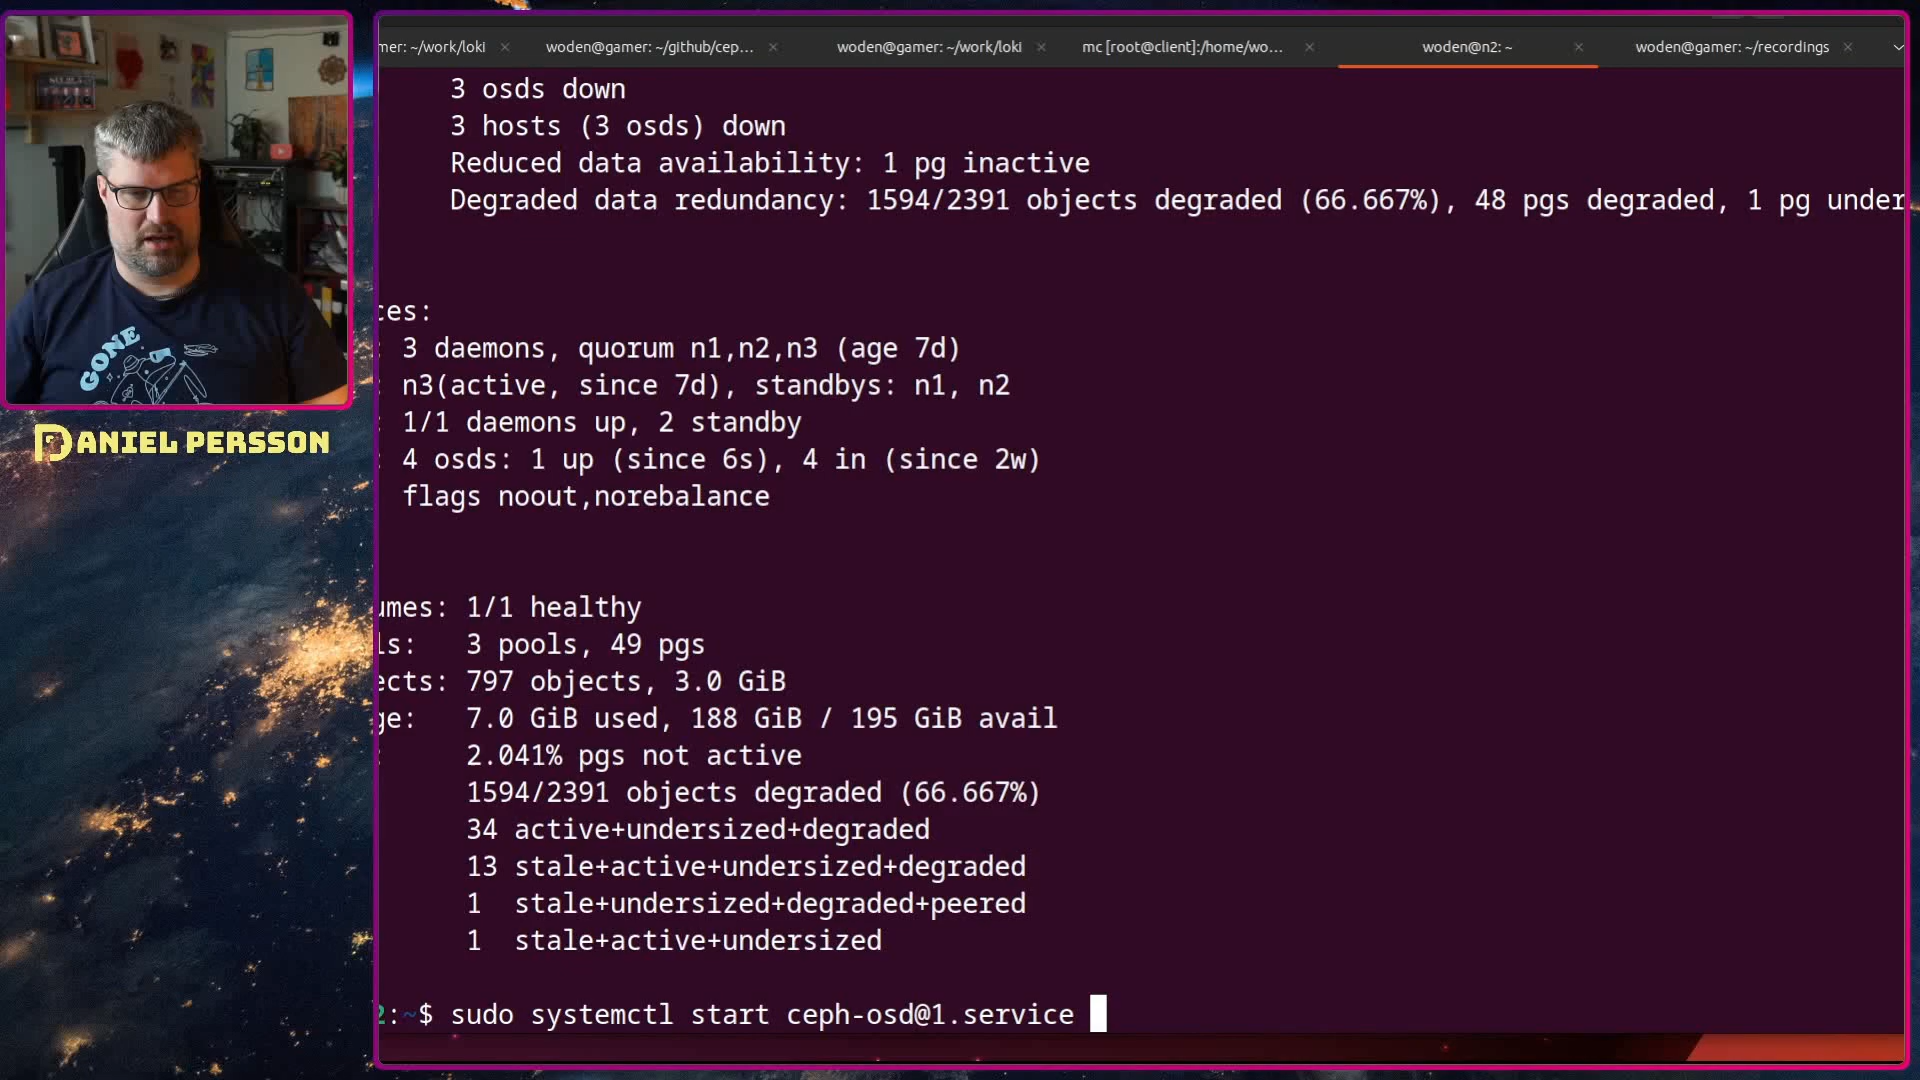 mer: ~/work/loki × woden@gamer: ~/github/cep... × woden@gamer: ~/work/loki × mc [root@client]:/home/wo... × woden@n2: ~ × woden@gamer: ~/recordings ×
3 osds down
3 hosts (3 osds) down
Reduced data availability: 1 pg inactive
Degraded data redundancy: 1594/2391 objects degraded (66.667%), 48 pgs degraded, 1 pg under
ces:
: 3 daemons, quorum n1,n2,n3 (age 7d)
n3(active, since 7d), standbys: n1, n2
: 1/1 daemons up, 2 standby
: 4 osds: 1 up (since 6s), 4 in (since 2w)
flags noout,norebalance
umes: 1/1 healthy
ls: 3 pools, 49 pgs
ects: 797 objects, 3.0 GiB
ge: 7.0 GiB used, 188 GiB / 195 GiB avail
: 2.041% pgs not active
1594/2391 objects degraded (66.667%)
34 active+undersized+degraded
13 stale+active+undersized+degraded
1 stale+undersized+degraded+peered
1 stale+active+undersized
2:~$ sudo systemctl start ceph-osd@1.service
GONE
DANIEL PERSSON